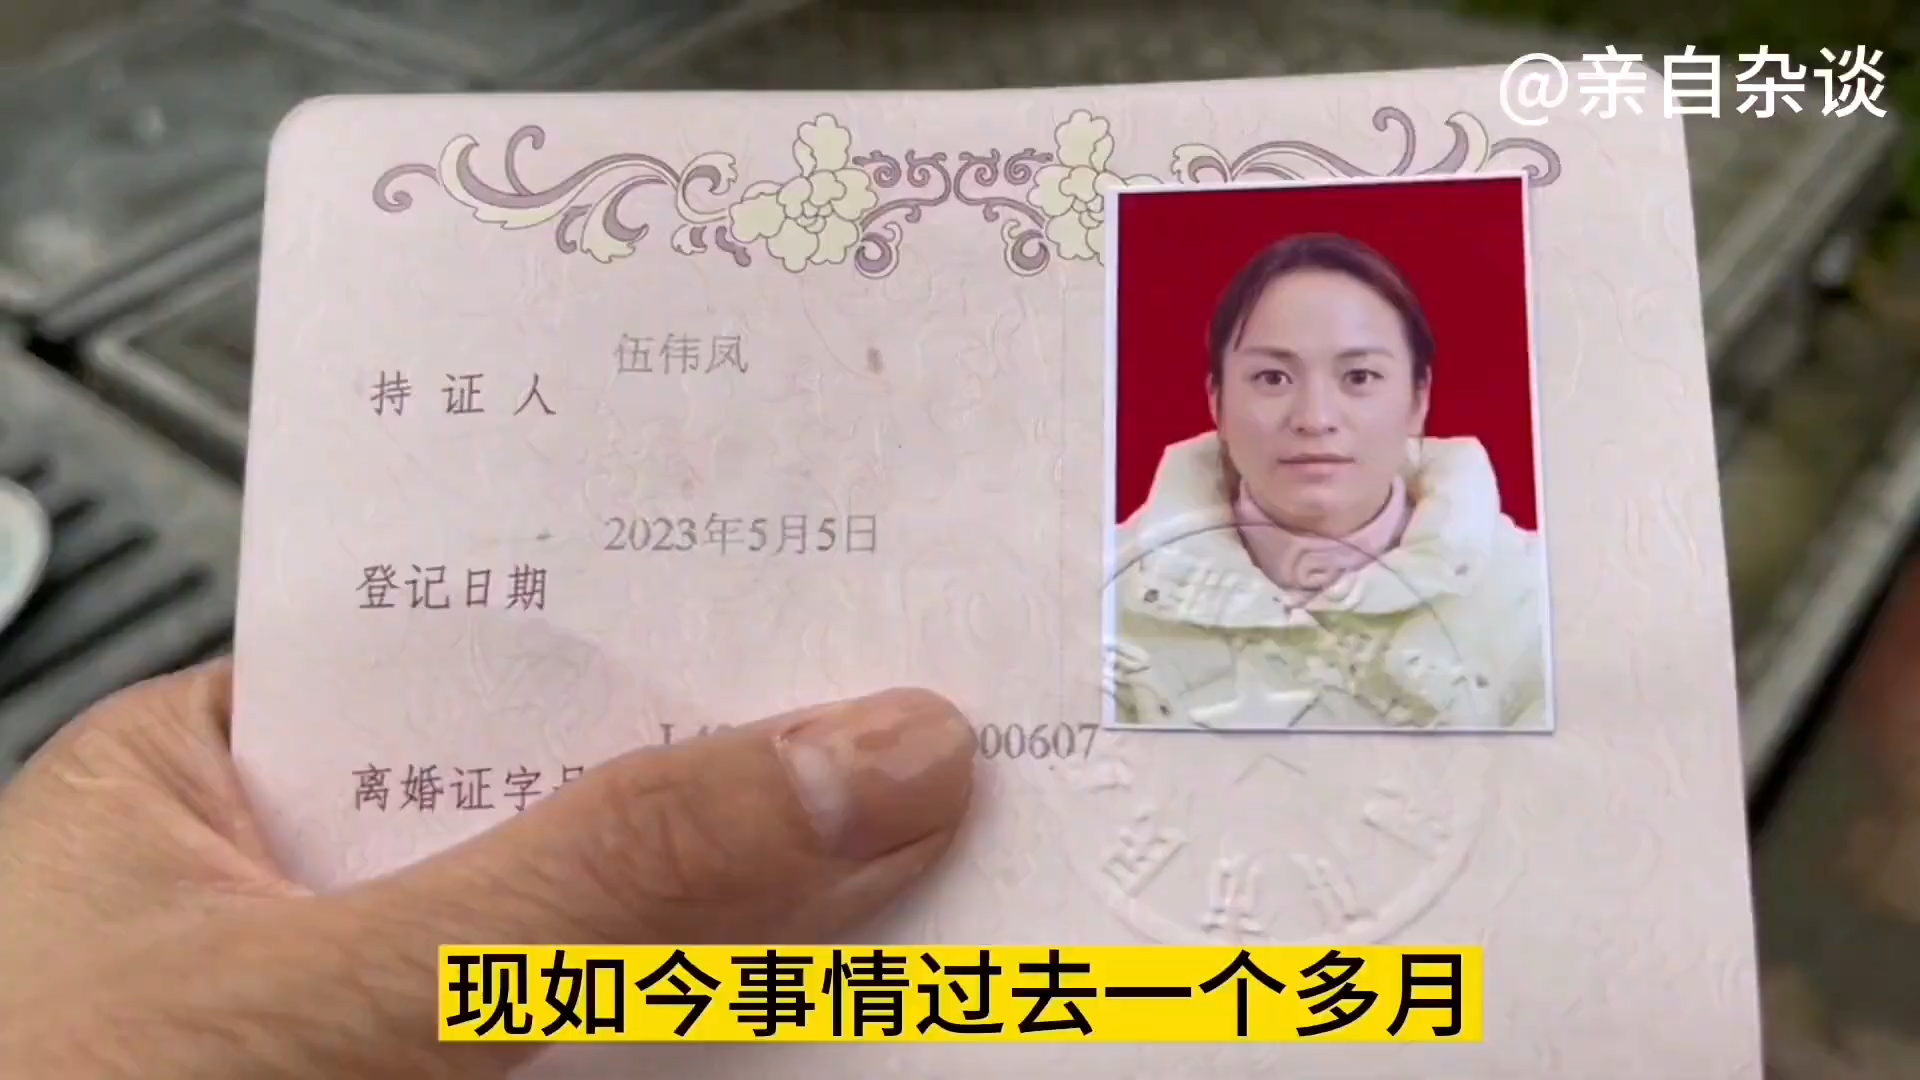 @亲自杂谈
持证人 伍伟凤
登记日期 2023年5月5日
离婚证字号 00607
现如今事情过去一个多月